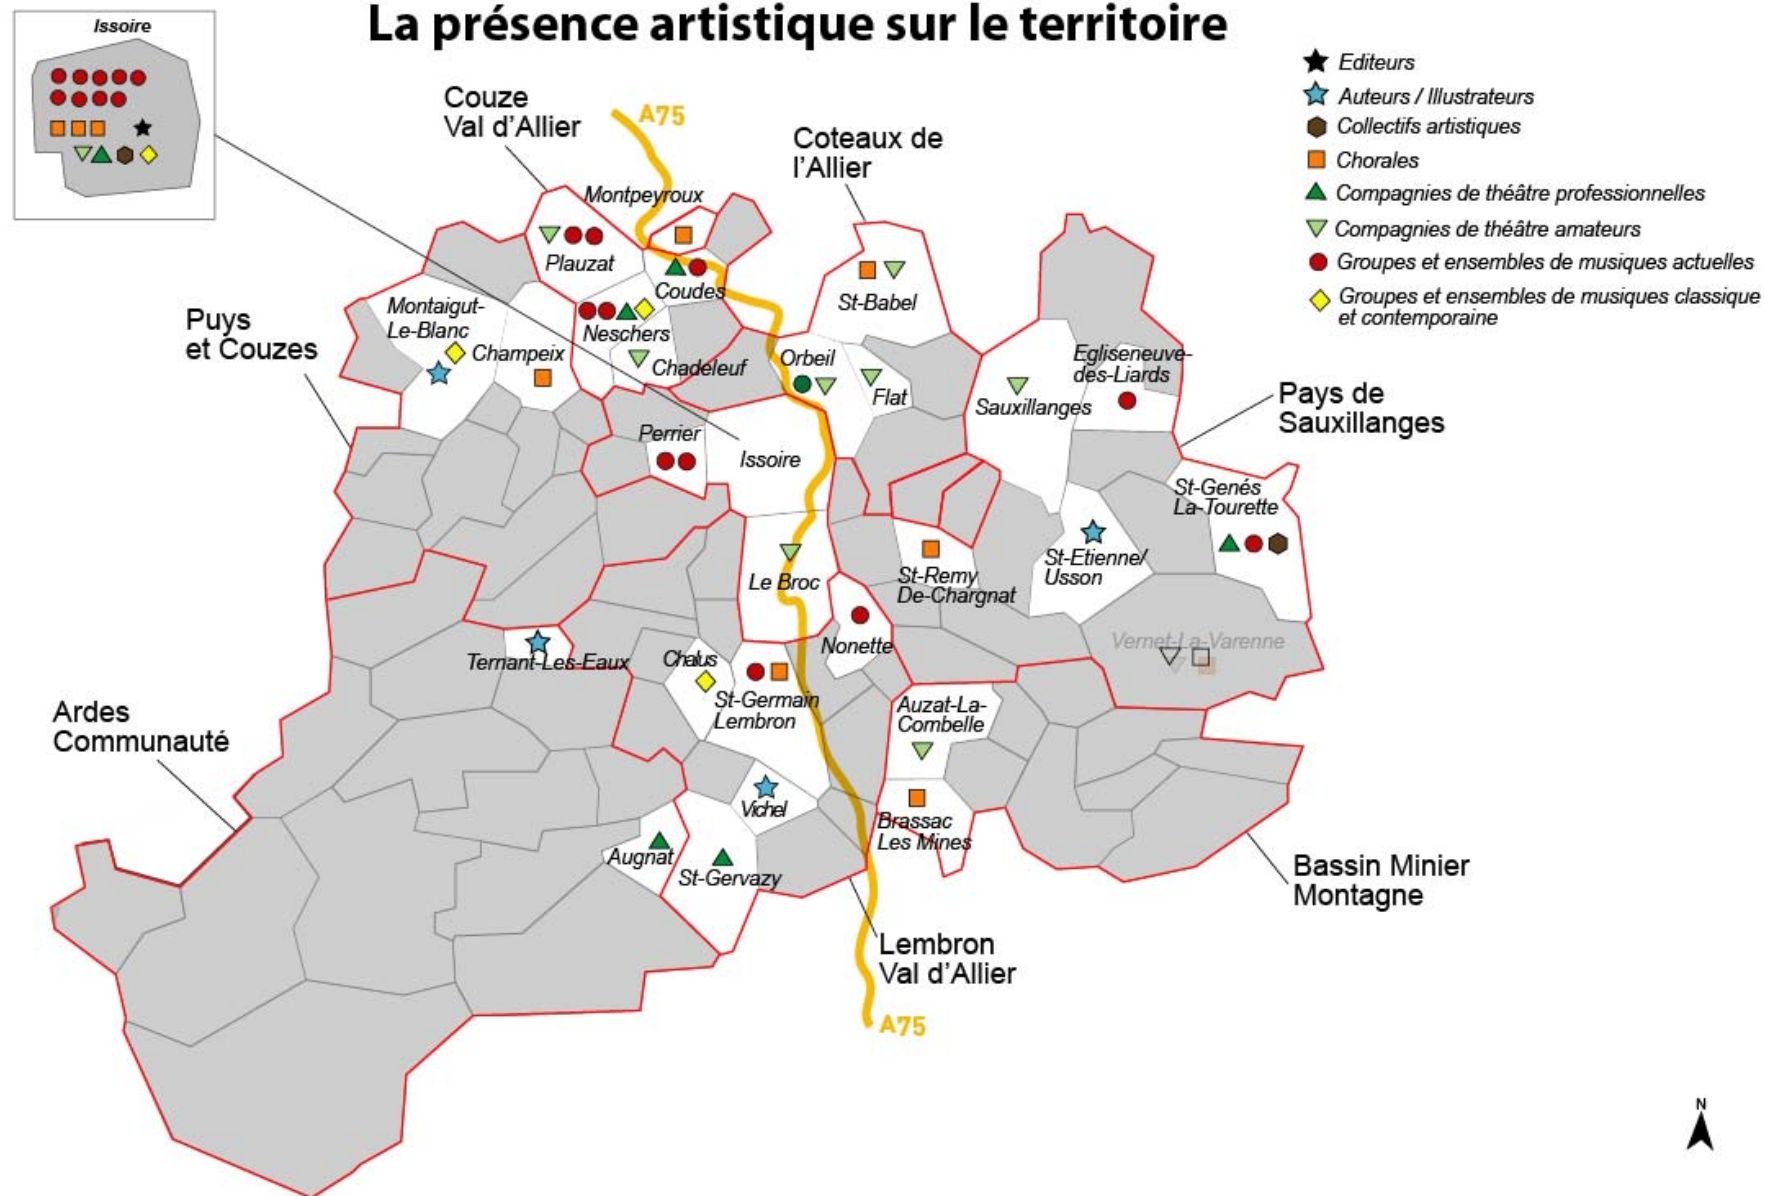 La présence artistique sur le territoire
Issoire
Editeurs
Auteurs / Illustrateurs
Collectifs artistiques
Chorales
Compagnies de théâtre professionnelles
Compagnies de théâtre amateurs
Groupes et ensembles de musiques actuelles
Groupes et ensembles de musiques classique
et contemporaine
Couze
Val d'Allier
A75
Coteaux de
l'Allier
Montpeyroux
Plauzat
Coudes
St-Babel
Montaigut-
Le-Blanc
Puys
et Couzes
Neschers
Champeix
Chadeleuf
Orbeil
Flat
Egliseneuve-
des-Liards
Sauxillanges
Pays de
Sauxillanges
Perrier
Issoire
St-Genés
La-Tourette
St-Etienne/
Usson
St-Remy
De-Chargnat
Le Broc
Nonette
Vernet-La-Varenne
Ternant-Les-Eaux
Chalus
St-Germain
Lembron
Auzat-La-
Combelle
Ardes
Communauté
Vichel
Brassac
Les Mines
Augnat
St-Gervazy
Bassin Minier
Montagne
Lembron
Val d'Allier
A75
N